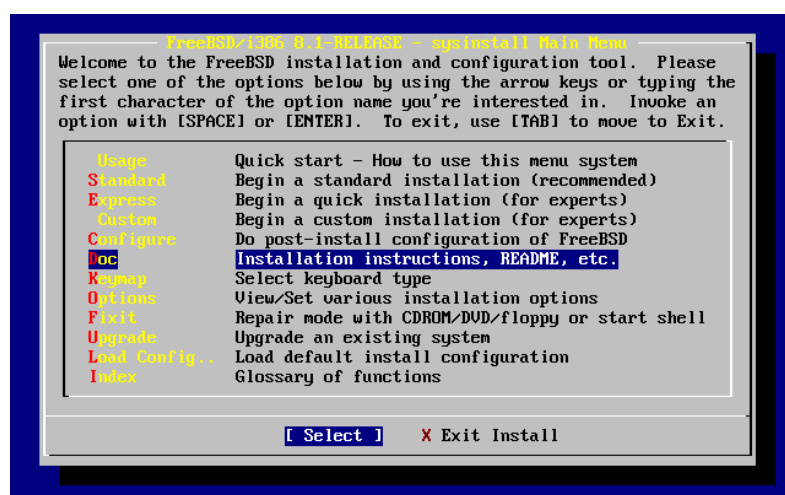 FreeBSD/i386 8.1-RELEASE - sysinstall Main Menu
Welcome to the FreeBSD installation and configuration tool.  Please
select one of the options below by using the arrow keys or typing the
first character of the option name you're interested in.  Invoke an
option with [SPACE] or [ENTER].  To exit, use [TAB] to move to Exit.
Usage Quick start - How to use this menu system
Standard Begin a standard installation (recommended)
Express Begin a quick installation (for experts)
Custom Begin a custom installation (for experts)
Configure Do post-install configuration of FreeBSD
Doc Installation instructions, README, etc.
Keymap Select keyboard type
Options View/Set various installation options
Fixit Repair mode with CDROM/DVD/floppy or start shell
Upgrade Upgrade an existing system
Load Config.. Load default install configuration
Index Glossary of functions
[ Select ] X Exit Install